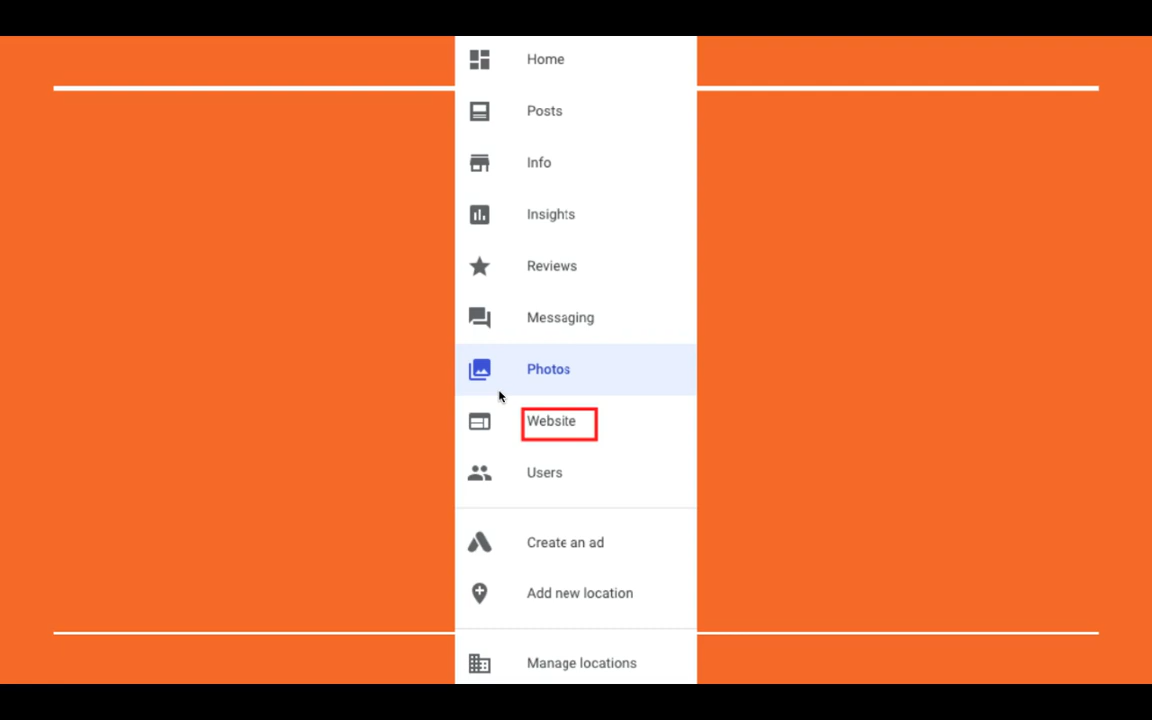 Home
Posts
Info
Insights
Reviews
Messaging
Photos
Website
Users
Create an ad
Add new location
Manage locations